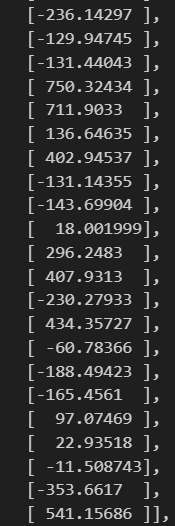 [-236.14297 ],
[-129.94745 ],
[-131.44043 ],
[ 750.32434 ],
[ 711.9033  ],
[ 136.64635 ],
[ 402.94537 ],
[-131.14355 ],
[-143.69904 ],
[  18.001999],
[ 296.2483  ],
[ 407.9313  ],
[-230.27933 ],
[ 434.35727 ],
[ -60.78366 ],
[-188.49423 ],
[-165.4561  ],
[  97.07469 ],
[  22.93518 ],
[ -11.508743],
[-353.6617  ],
[ 541.15686 ]],